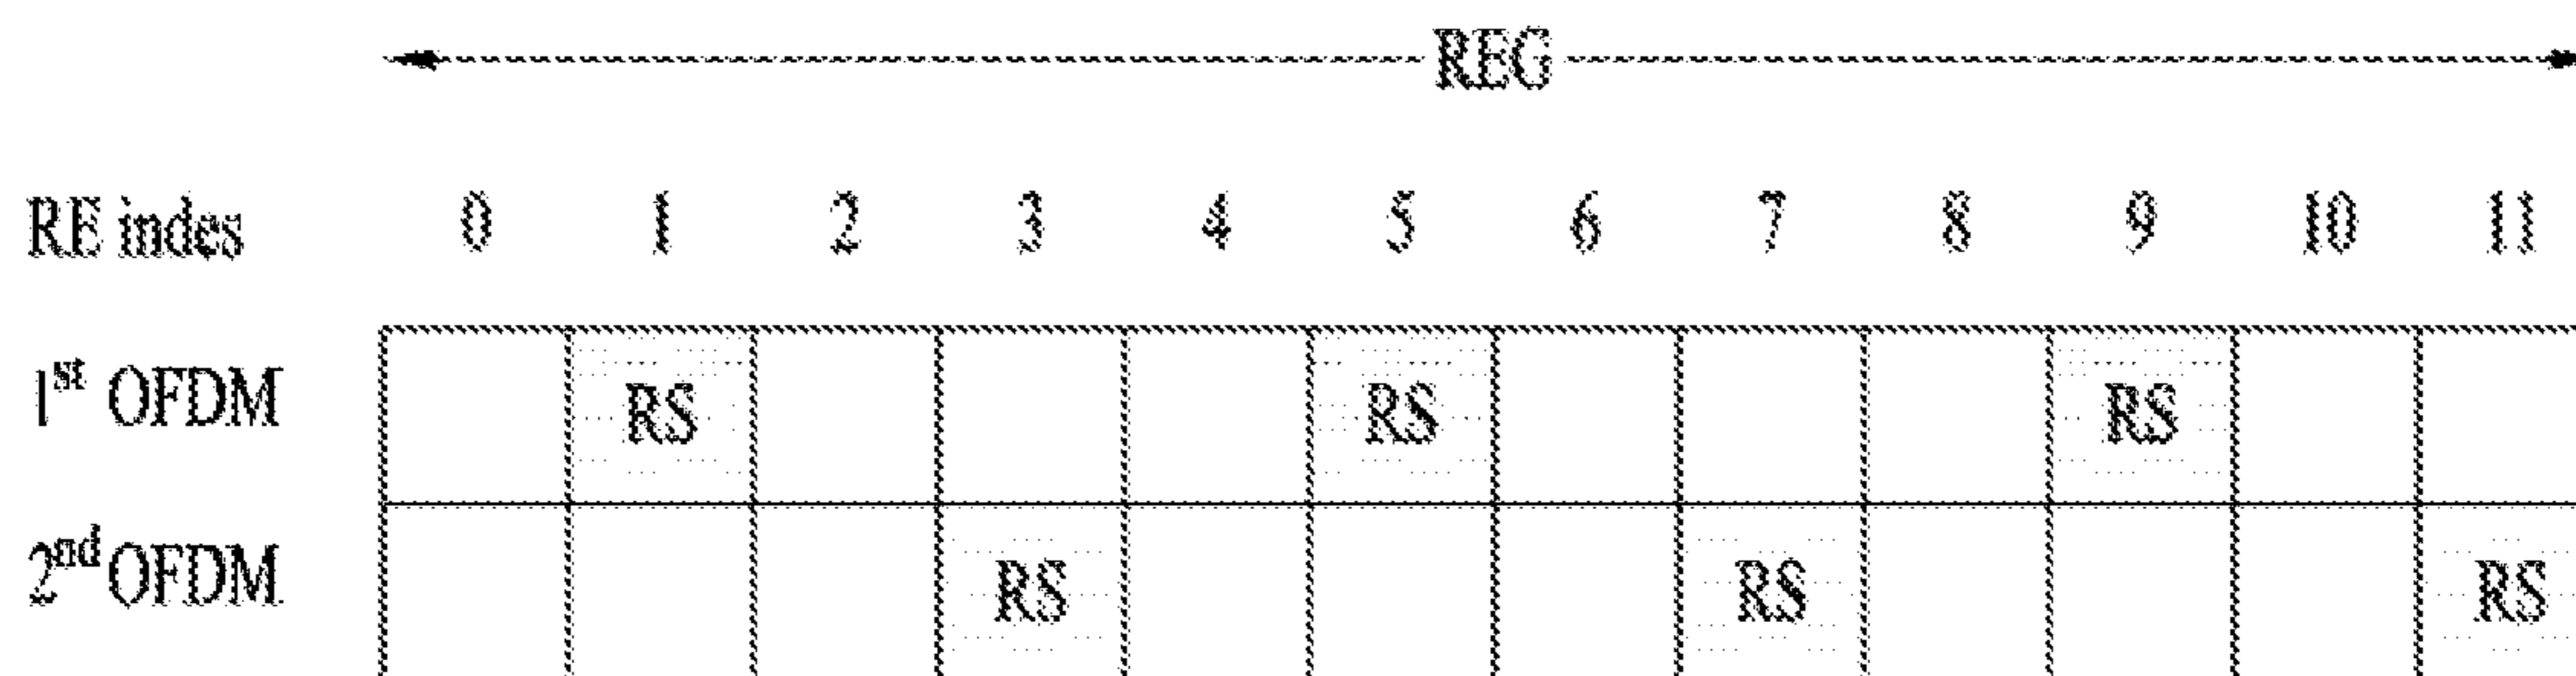 REG
RE indes 0 1 2 3 4 5 6 7 8 9 10 11
1st OFDM RS RS RS
2nd OFDM RS RS RS